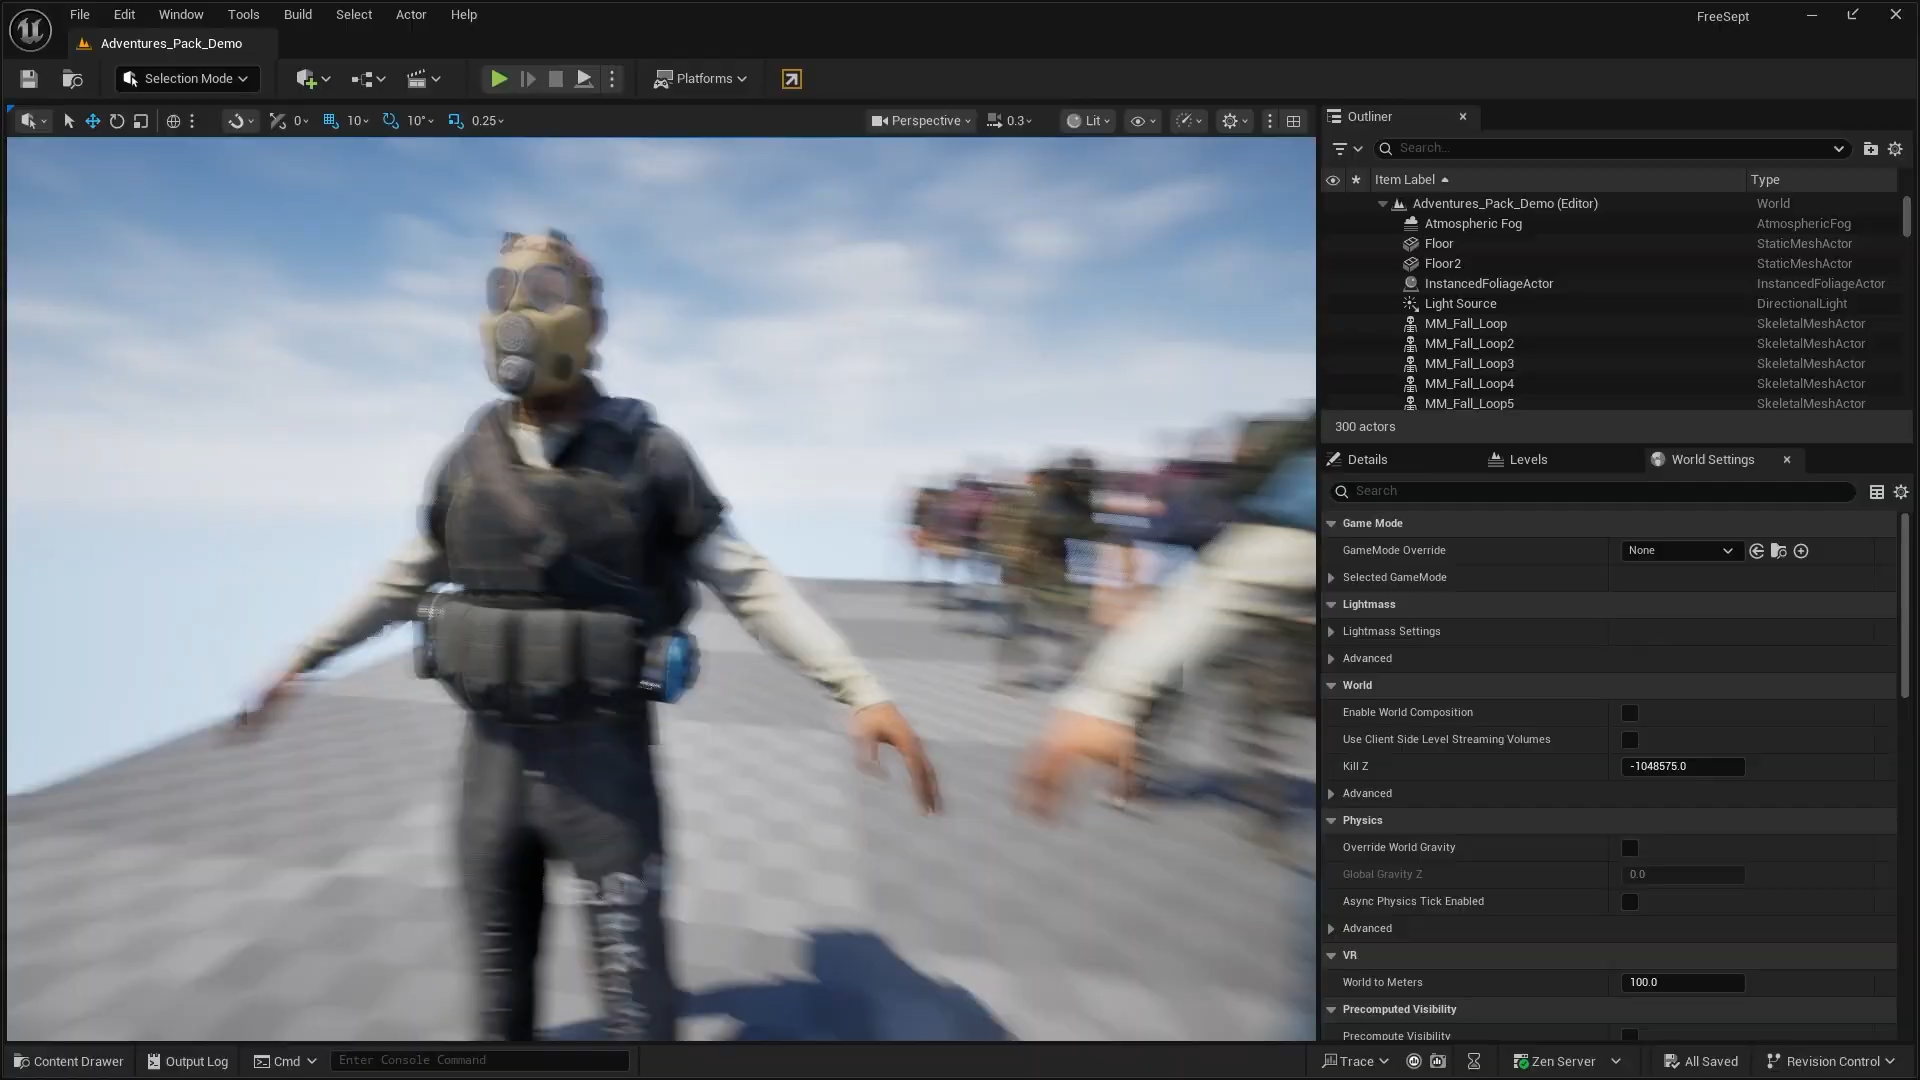 File Edit Window Tools Build Select Actor Help
FreeSept
Adventures_Pack_Demo
Selection Mode
Platforms
0
10
10°
0.25
Perspective
0.3
Lit
Outliner
Search...
Item Label Type
Adventures_Pack_Demo (Editor) World
Atmospheric Fog AtmosphericFog
Floor StaticMeshActor
Floor2 StaticMeshActor
InstancedFoliageActor InstancedFoliageActor
Light Source DirectionalLight
MM_Fall_Loop SkeletalMeshActor
MM_Fall_Loop2 SkeletalMeshActor
MM_Fall_Loop3 SkeletalMeshActor
MM_Fall_Loop4 SkeletalMeshActor
MM_Fall_Loop5 SkeletalMeshActor
300 actors
Details Levels World Settings
Search
Game Mode
GameMode Override None
Selected GameMode
Lightmass
Lightmass Settings
Advanced
World
Enable World Composition
Use Client Side Level Streaming Volumes
Kill Z -1048575.0
Advanced
Physics
Override World Gravity
Global Gravity Z 0.0
Async Physics Tick Enabled
Advanced
VR
World to Meters 100.0
Precomputed Visibility
Precompute Visibility
Content Drawer Output Log Cmd Enter Console Command Trace Zen Server All Saved Revision Control